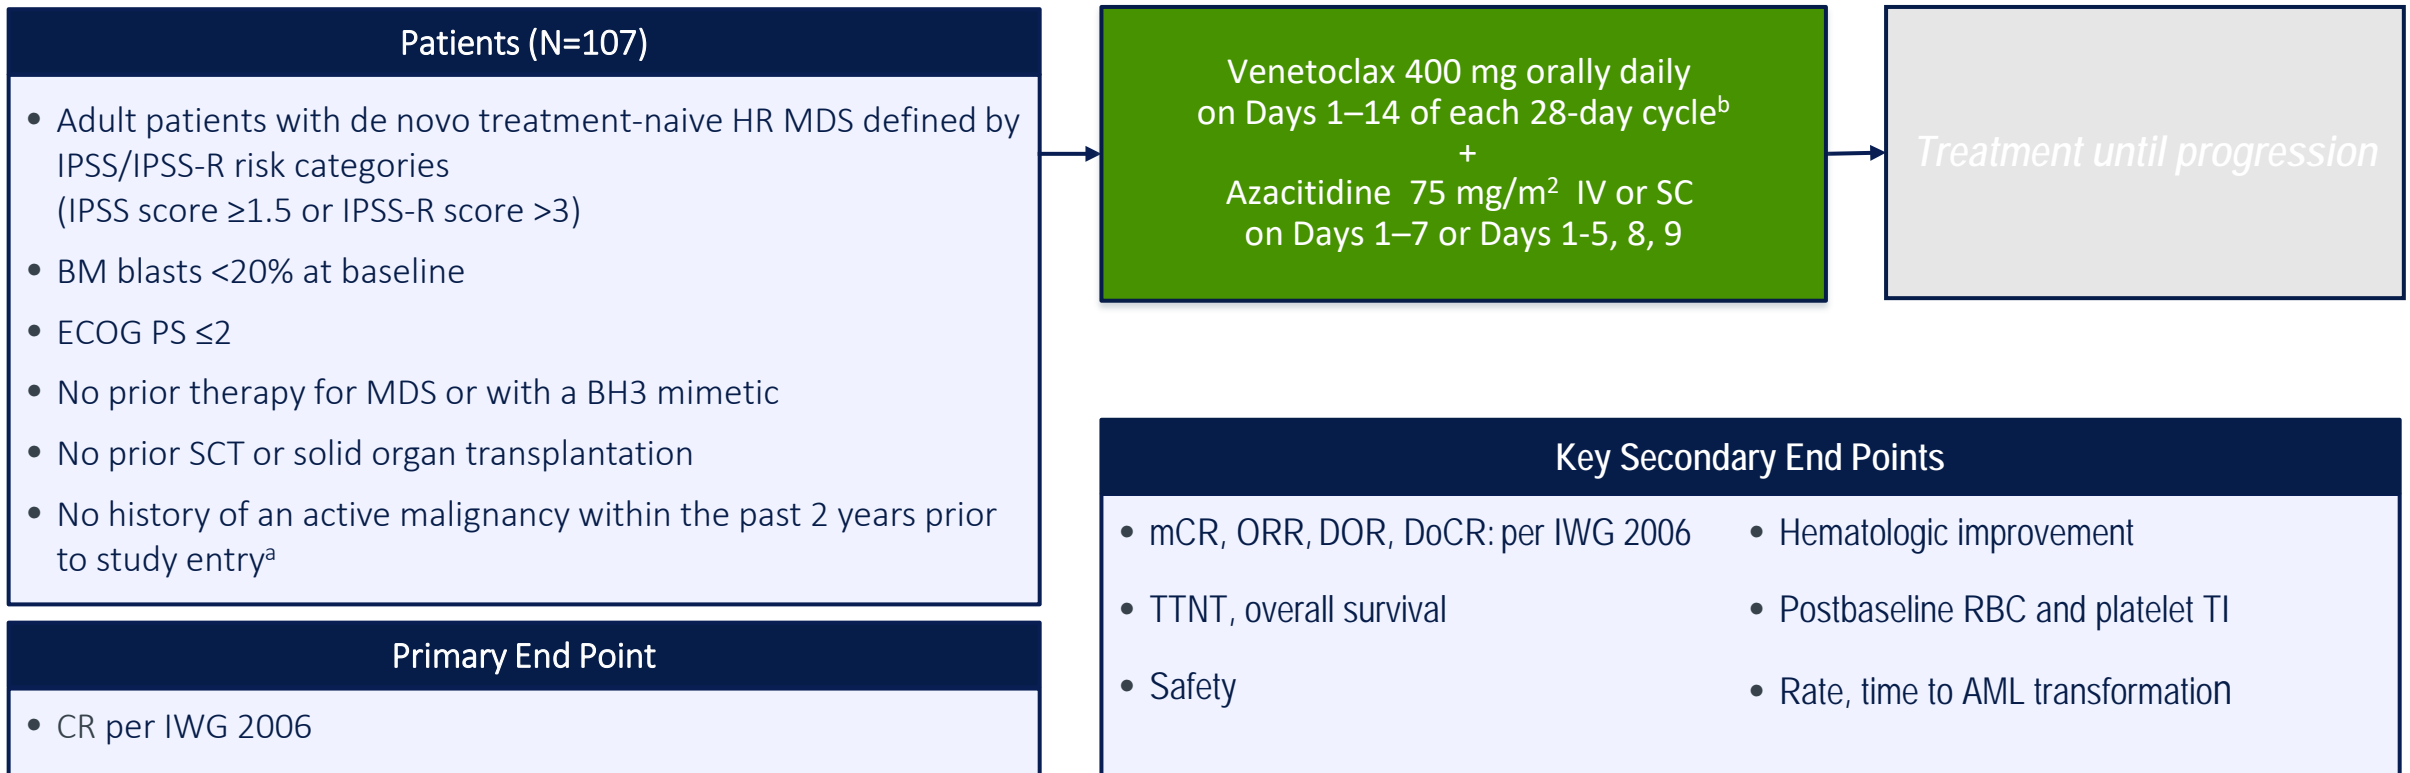 Patients (N=107)
• Adult patients with de novo treatment-naive HR MDS defined by
IPSS/IPSS-R risk categories
(IPSS score ≥1.5 or IPSS-R score >3)
• BM blasts <20% at baseline
• ECOG PS ≤2
• No prior therapy for MDS or with a BH3 mimetic
• No prior SCT or solid organ transplantation
• No history of an active malignancy within the past 2 years prior
to study entryᵃ
Primary End Point
• CR per IWG 2006
Venetoclax 400 mg orally daily
on Days 1–14 of each 28-day cycleᵇ
+
Azacitidine 75 mg/m² IV or SC
on Days 1–7 or Days 1-5, 8, 9
Treatment until progression
Key Secondary End Points
• mCR, ORR, DOR, DoCR: per IWG 2006
• TTNT, overall survival
• Safety
• Hematologic improvement
• Postbaseline RBC and platelet TI
• Rate, time to AML transformation